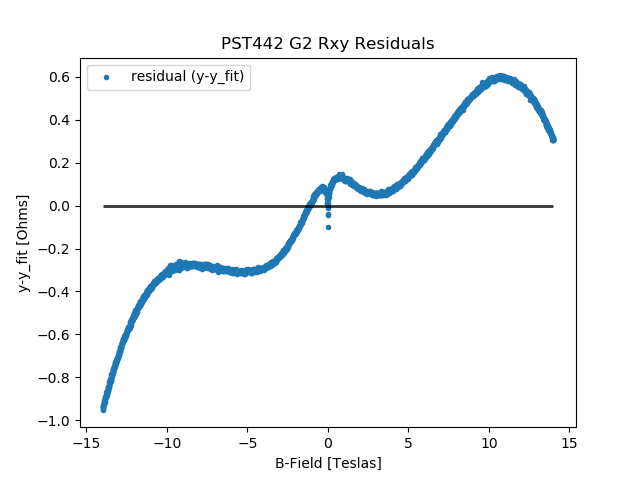 PST442 G2 Rxy Residuals
residual (y-y_fit)
y-y_fit [Ohms]
0.6
0.4
0.2
0.0
−0.2
−0.4
−0.6
−0.8
−1.0
−15 −10 −5 0 5 10 15
B-Field [Teslas]